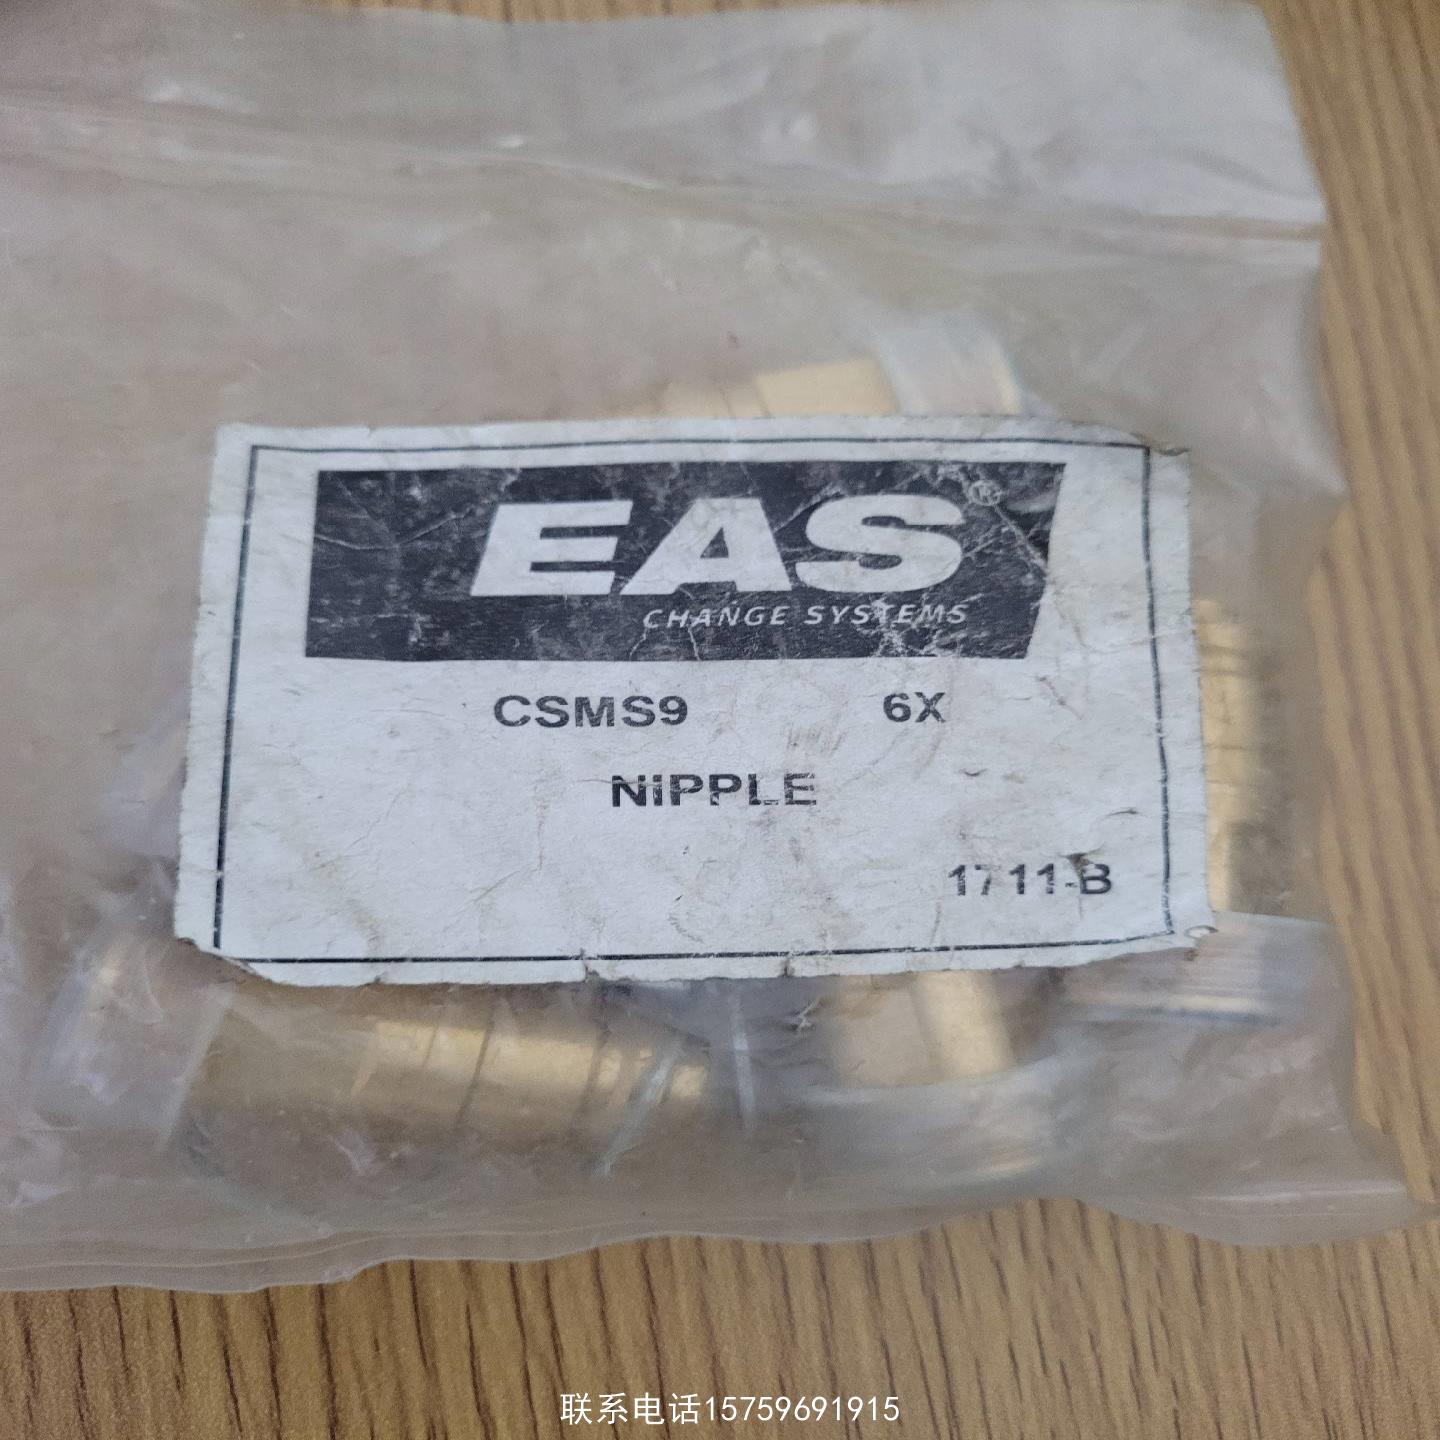 EAS
CHANGE SYSTEMS
CSMS9 6X
NIPPLE
1711-B
联系电话15759691915